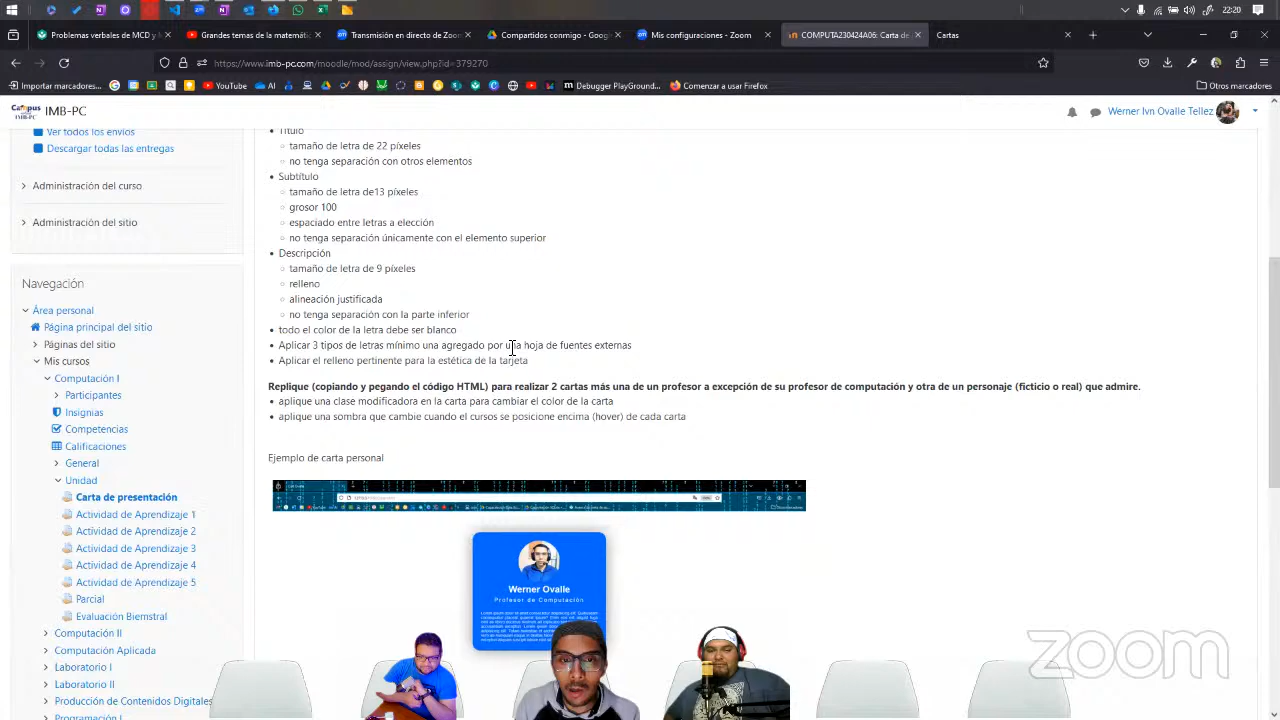 22:20
Problemas verbales de MCD y
Grandes temas de la matemáti
Transmisión en directo de Zoom
Compartidos conmigo - Googl
Mis configuraciones - Zoom
COMPUTA230424A06: Carta de
Cartas
https://www.imb-pc.com/moodle/mod/assign/view.php?id=379270
Importar marcadores...
YouTube
AI
Debugger PlayGroun...
Comenzar a usar Firefox
Otros marcadores
Campus
IMB-PC
IMB-PC
Werner Ivn Ovalle Tellez
Ver todos los envíos
Descargar todas las entregas
Administración del curso
Administración del sitio
Navegación
Área personal
Página principal del sitio
Páginas del sitio
Mis cursos
Computación I
Participantes
Insignias
Competencias
Calificaciones
General
Unidad
Carta de presentación
Actividad de Aprendizaje 1
Actividad de Aprendizaje 2
Actividad de Aprendizaje 3
Actividad de Aprendizaje 4
Actividad de Aprendizaje 5
Parcial
Evaluación Biemstral
Computación II
Computación Aplicada
Laboratorio I
Laboratorio II
Producción de Contenidos Digitales
Programación I
Título
tamaño de letra de 22 píxeles
no tenga separación con otros elementos
Subtítulo
tamaño de letra de13 píxeles
grosor 100
espaciado entre letras a elección
no tenga separación únicamente con el elemento superior
Descripción
tamaño de letra de 9 píxeles
relleno
alineación justificada
no tenga separación con la parte inferior
todo el color de la letra debe ser blanco
Aplicar 3 tipos de letras mínimo una agregado por una hoja de fuentes externas
Aplicar el relleno pertinente para la estética de la tarjeta
Replique (copiando y pegando el código HTML) para realizar 2 cartas más una de un profesor a excepción de su profesor de computación y otra de un personaje (ficticio o real) que admire.
aplique una clase modificadora en la carta para cambiar el color de la carta
aplique una sombra que cambie cuando el cursos se posicione encima (hover) de cada carta
Ejemplo de carta personal
Werner Ovalle
Profesor de Computación
zoom